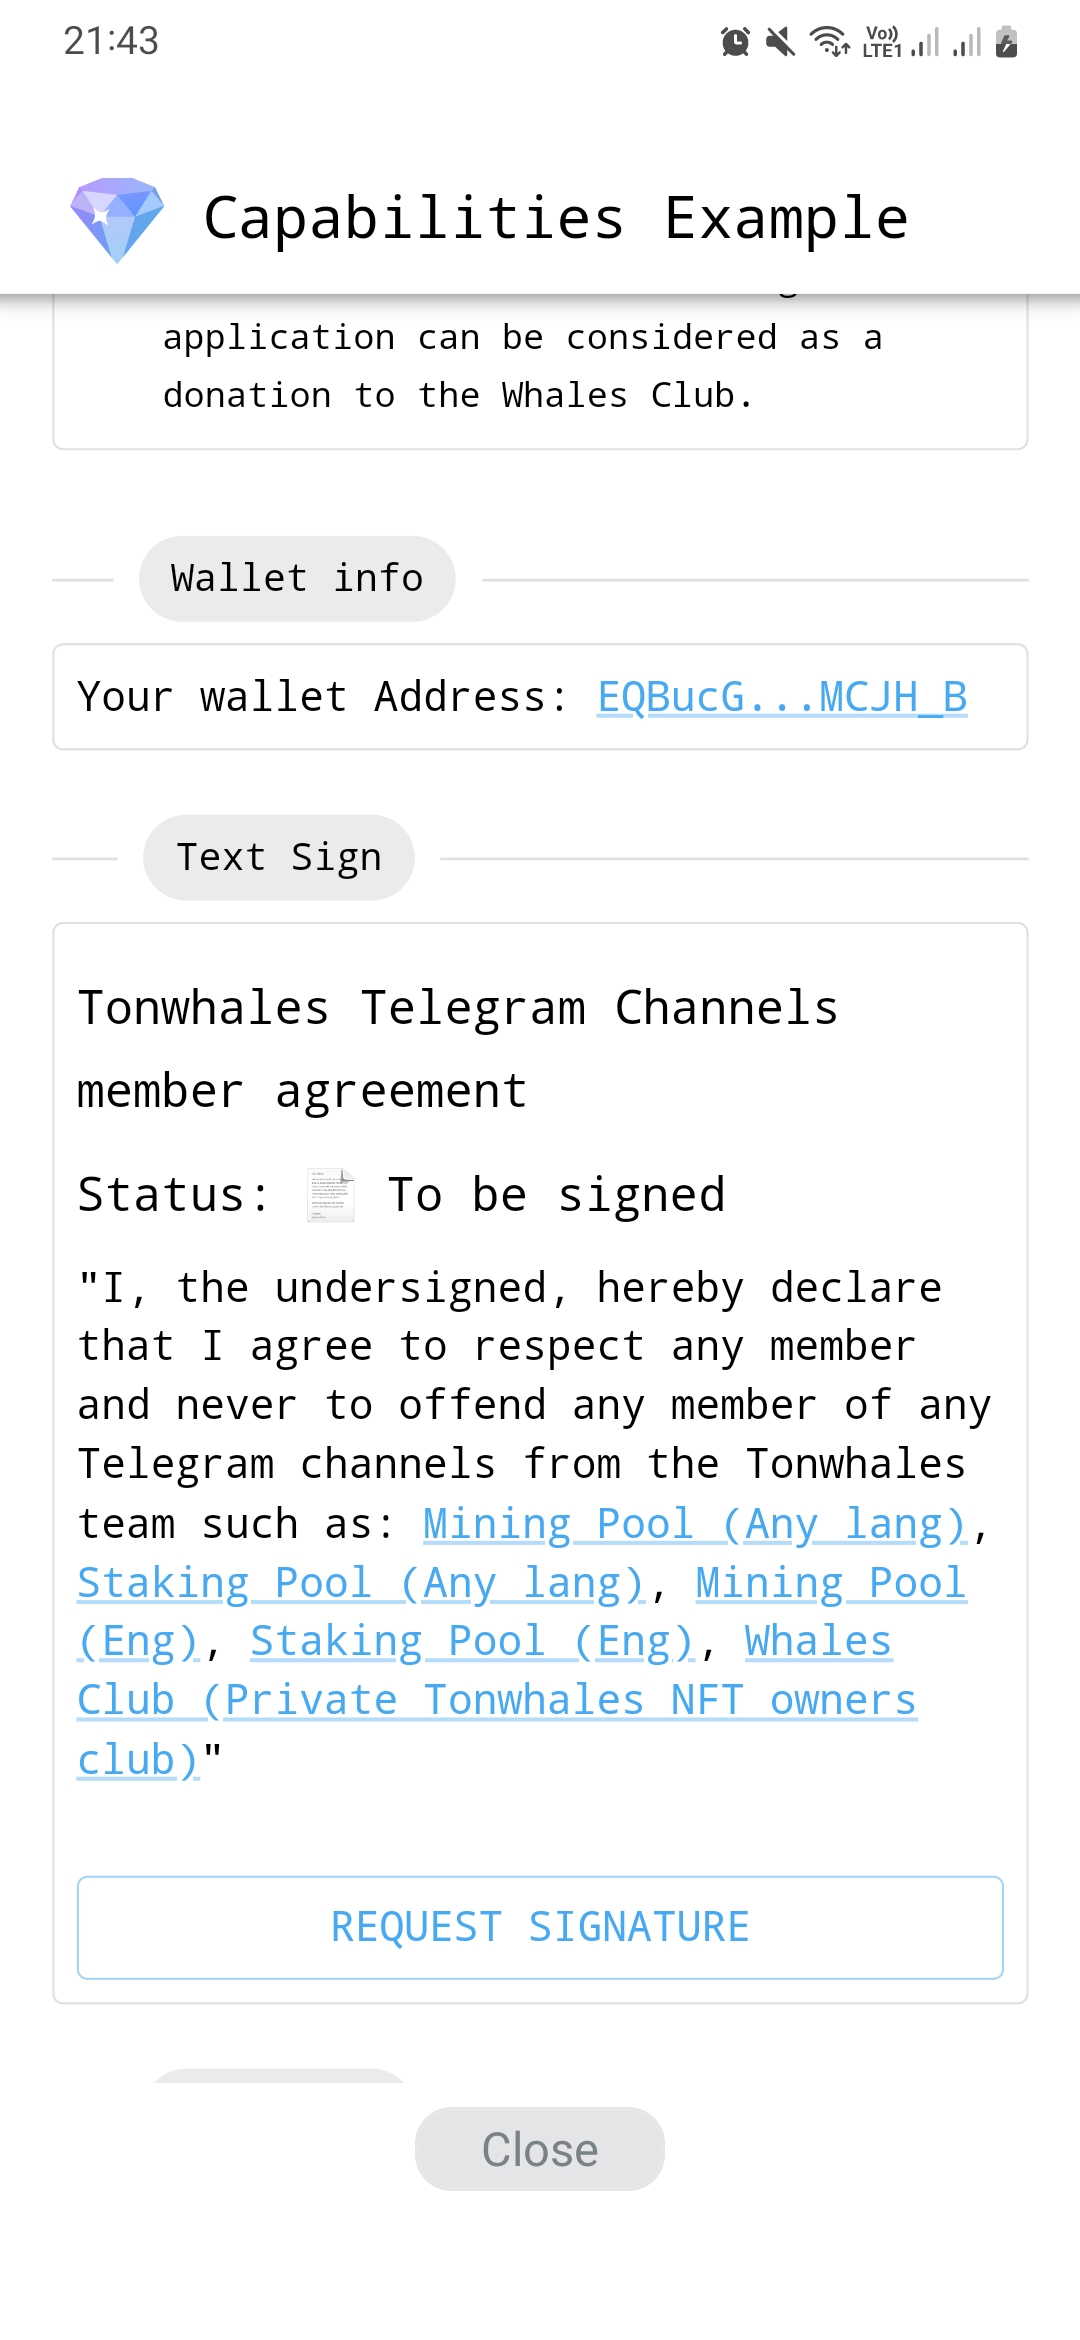 21:43
Vo))
LTE1
Capabilities Example
application can be considered as a
donation to the Whales Club.
Wallet info
Your wallet Address: EQBucG...MCJH_B
Text Sign
Tonwhales Telegram Channels
member agreement
Status: To be signed
"I, the undersigned, hereby declare
that I agree to respect any member
and never to offend any member of any
Telegram channels from the Tonwhales
team such as: Mining Pool (Any lang),
Staking Pool (Any lang), Mining Pool
(Eng), Staking Pool (Eng), Whales
Club (Private Tonwhales NFT owners
club)"
REQUEST SIGNATURE
Close